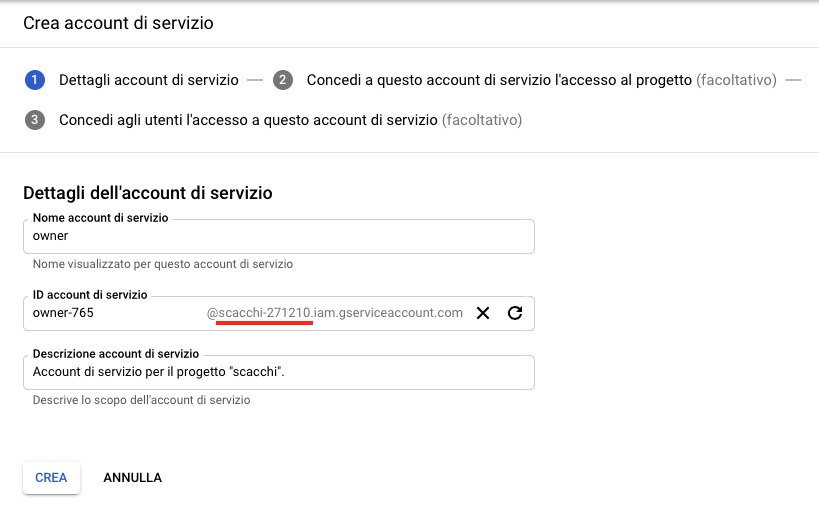 Crea account di servizio
1 Dettagli account di servizio — 2 Concedi a questo account di servizio l'accesso al progetto (facoltativo) —
3 Concedi agli utenti l'accesso a questo account di servizio (facoltativo)
Dettagli dell'account di servizio
Nome account di servizio
owner
Nome visualizzato per questo account di servizio
ID account di servizio
owner-765 @scacchi-271210.iam.gserviceaccount.com
Descrizione account di servizio
Account di servizio per il progetto "scacchi".
Descrive lo scopo dell'account di servizio
CREA ANNULLA